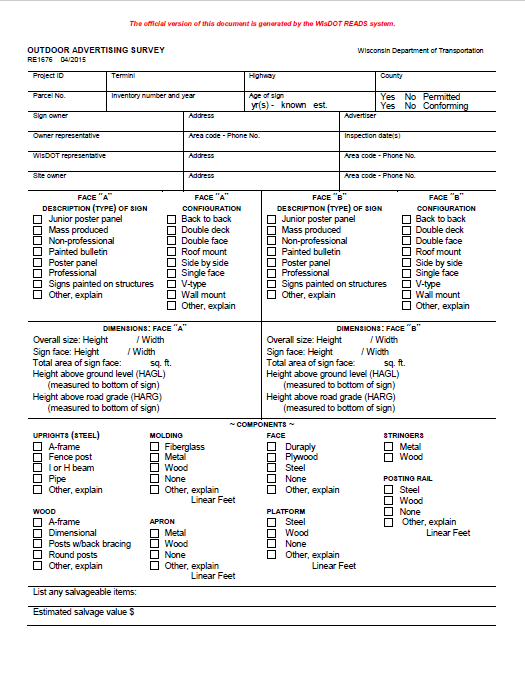 The official version of this document is generated by the WisDOT READS system.
OUTDOOR ADVERTISING SURVEY
Wisconsin Department of Transportation
RE1676 04/2015
Project ID Termini Highway County
Parcel No. Inventory number and year Age of sign Yes No Permitted
yr(s) - known est. Yes No Conforming
Sign owner Address Advertiser
Owner representative Area code - Phone No. Inspection date(s)
WisDOT representative Address Area code - Phone No.
Site owner Address Area code - Phone No.
FACE "A" FACE "A" FACE "B" FACE "B"
DESCRIPTION (TYPE) OF SIGN CONFIGURATION DESCRIPTION (TYPE) OF SIGN CONFIGURATION
Junior poster panel Back to back Junior poster panel Back to back
Mass produced Double deck Mass produced Double deck
Non-professional Double face Non-professional Double face
Painted bulletin Roof mount Painted bulletin Roof mount
Poster panel Side by side Poster panel Side by side
Professional Single face Professional Single face
Signs painted on structures V-type Signs painted on structures V-type
Other, explain Wall mount Other, explain Wall mount
Other, explain Other, explain
DIMENSIONS: FACE "A" DIMENSIONS: FACE "B"
Overall size: Height / Width Overall size: Height / Width
Sign face: Height / Width Sign face: Height / Width
Total area of sign face: sq. ft. Total area of sign face: sq. ft.
Height above ground level (HAGL) Height above ground level (HAGL)
(measured to bottom of sign) (measured to bottom of sign)
Height above road grade (HARG) Height above road grade (HARG)
(measured to bottom of sign) (measured to bottom of sign)
~ COMPONENTS ~
UPRIGHTS (STEEL) MOLDING FACE STRINGERS
A-frame Fiberglass Duraply Metal
Fence post Metal Plywood Wood
I or H beam Wood Steel
Pipe None None POSTING RAIL
Other, explain Other, explain Other, explain Steel
Linear Feet Wood
WOOD PLATFORM None
A-frame APRON Steel Other, explain
Dimensional Metal Wood Linear Feet
Posts w/back bracing Wood None
Round posts None Other, explain
Other, explain Other, explain Linear Feet
Linear Feet
List any salvageable items:
Estimated salvage value $